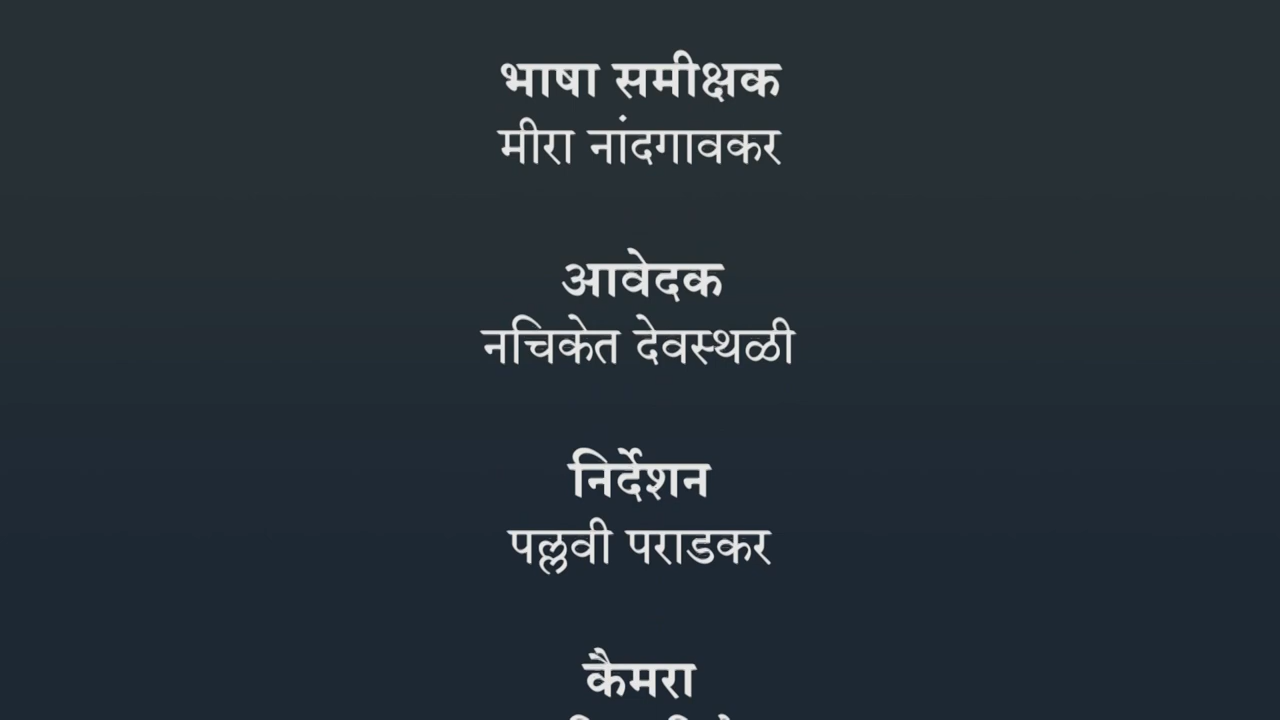 भाषा समीक्षक
मीरा नांदगावकर
आवेदक
नचिकेत देवस्थळी
निर्देशन
पल्लवी पराडकर
कैमरा